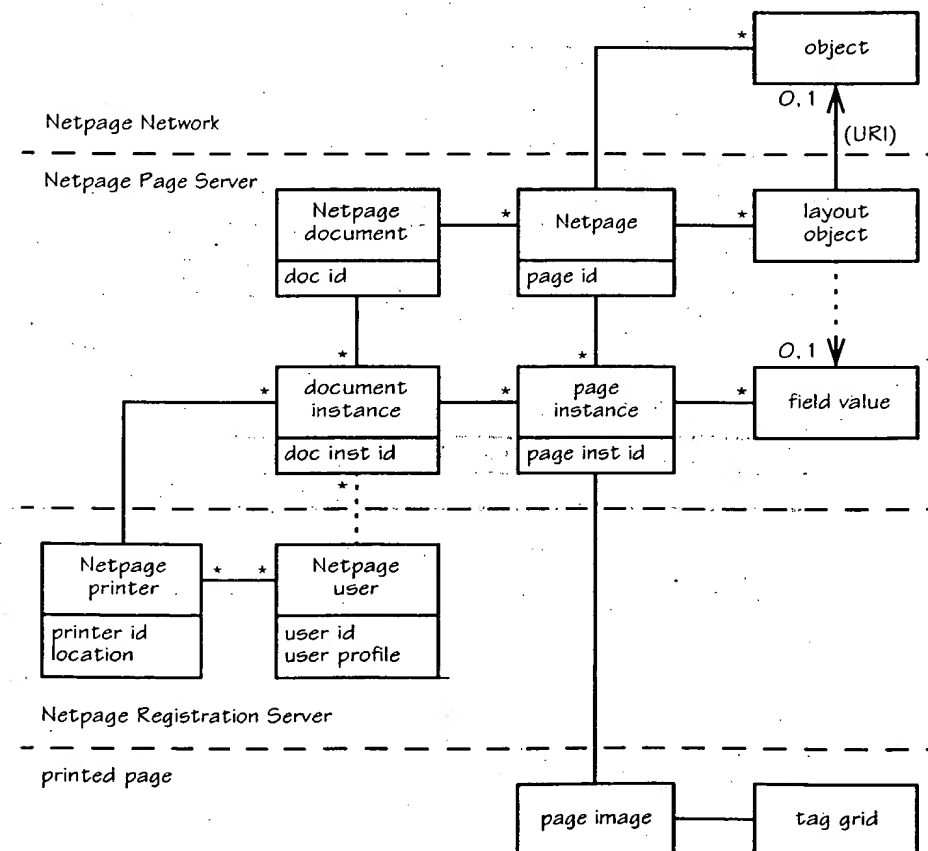 *
object
0, 1
Netpage Network
(URI)
Netpage Page Server
Netpage
document
*
Netpage
*
layout
object
doc id
page id
*
*
0, 1
*
document
instance
*
page
instance
*
field value
doc inst id
page inst id
*
Netpage
printer
*
*
Netpage
user
printer id
location
user id
user profile
Netpage Registration Server
printed page
page image
tag grid